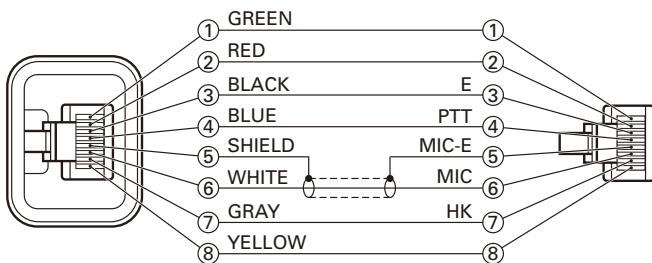 ① GREEN ①
② RED ②
③ BLACK E ③
④ BLUE PTT ④
⑤ SHIELD MIC-E ⑤
⑥ WHITE MIC ⑥
⑦ GRAY HK ⑦
⑧ YELLOW ⑧